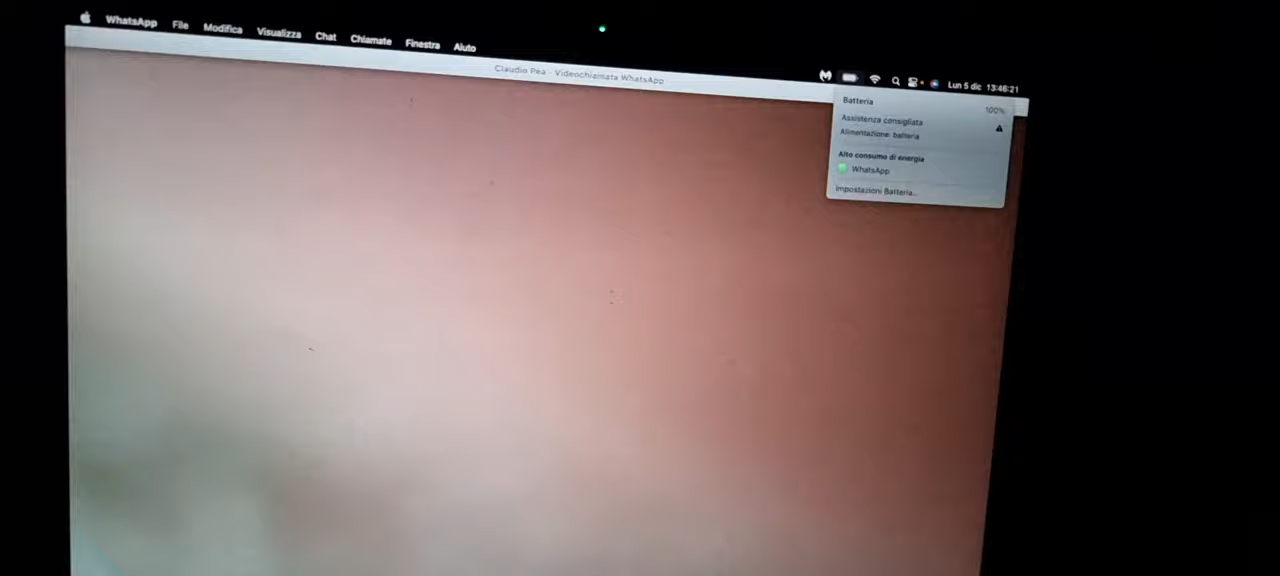 WhatsApp File Modifica Visualizza Chat Chiamate Finestra Aiuto
Lun 5 dic 13:46:21
Claudio Pea - Videochiamata WhatsApp
Batteria 100%
Assistenza consigliata
Alimentazione: batteria
Alto consumo di energia
WhatsApp
Impostazioni Batteria...